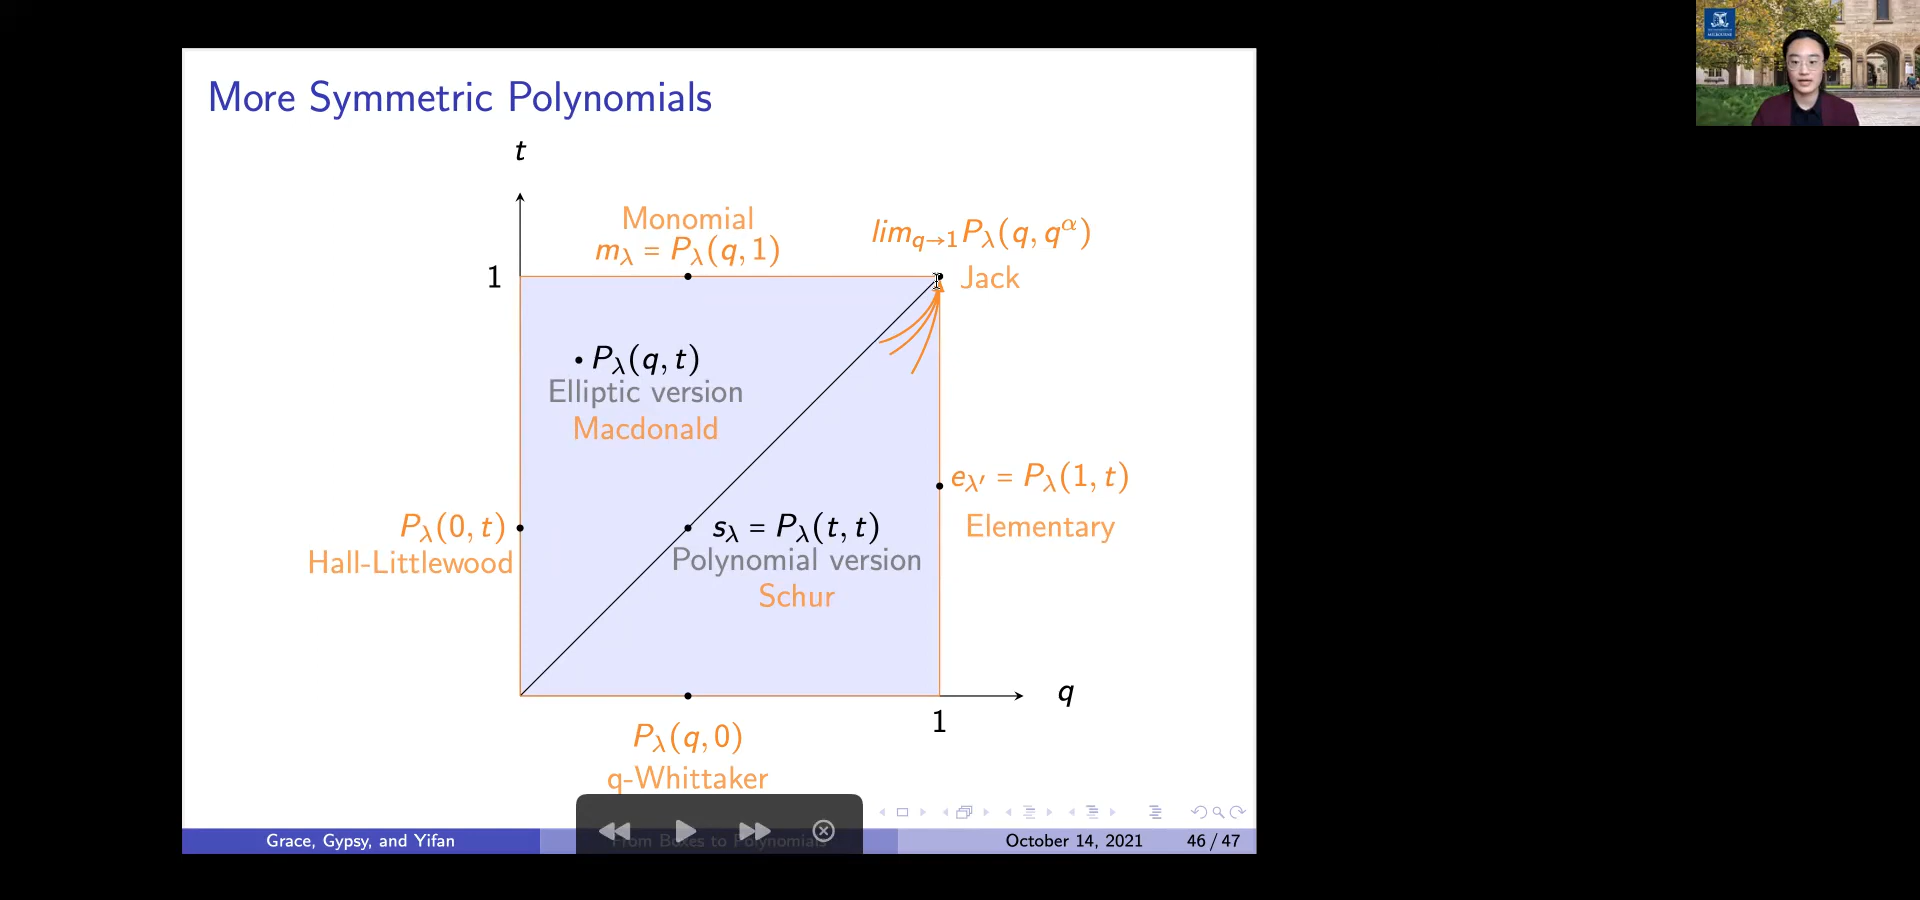 More Symmetric Polynomials
t
Monomial
m_λ = P_λ(q, 1)
lim_{q→1}P_λ(q, q^α)
1
Jack
• P_λ(q, t)
Elliptic version
Macdonald
e_{λ′} = P_λ(1, t)
Elementary
P_λ(0, t)
Hall-Littlewood
s_λ = P_λ(t, t)
Polynomial version
Schur
q
1
P_λ(q, 0)
q-Whittaker
Grace, Gypsy, and Yifan
From Boxes to Polynomials
October 14, 2021
46 / 47
MELBOURNE